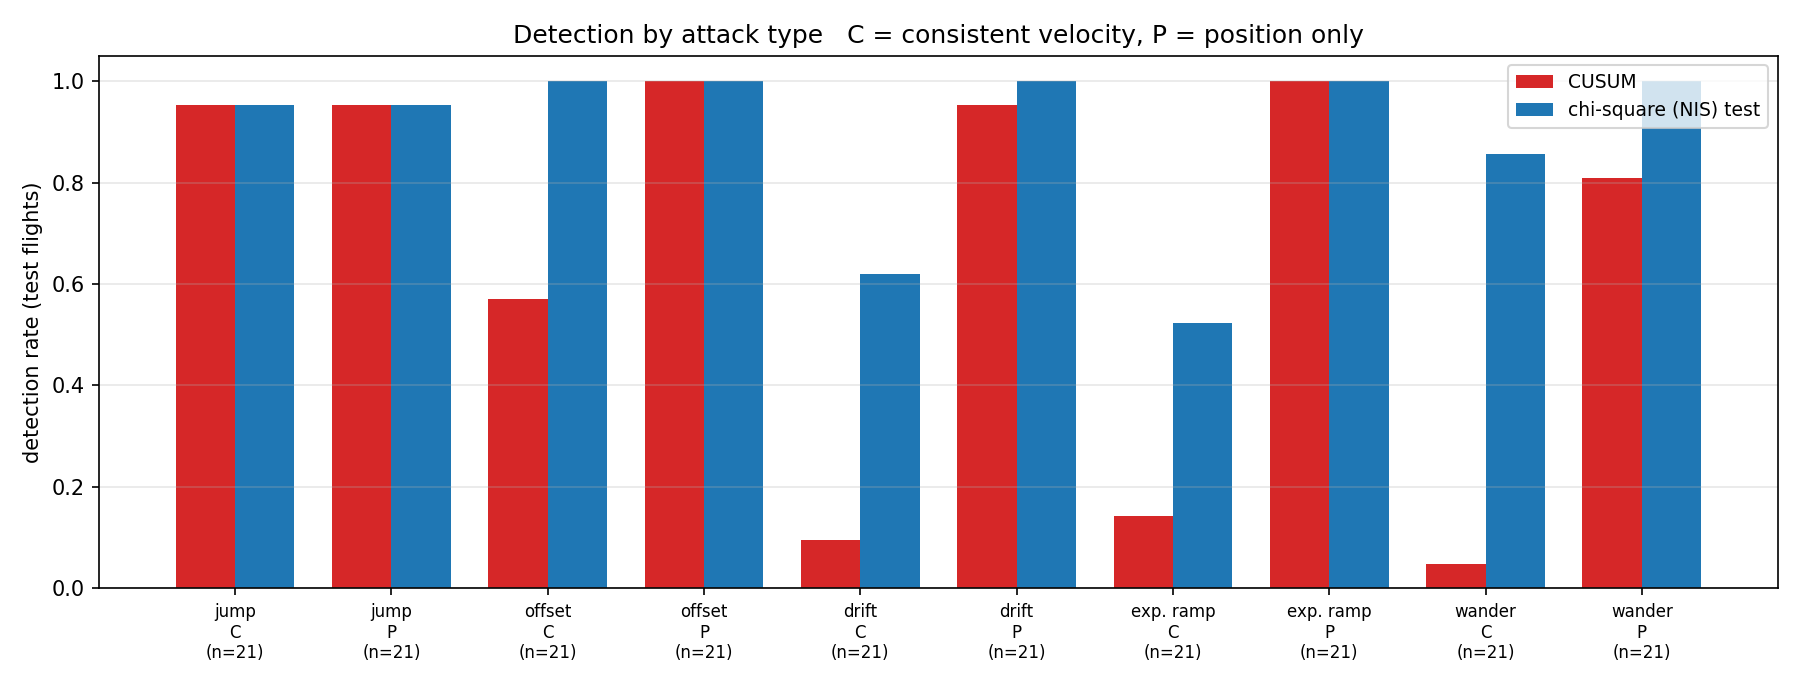 Detection by attack type   C = consistent velocity, P = position only
CUSUM
chi-square (NIS) test
detection rate (test flights)
1.0
0.8
0.6
0.4
0.2
0.0
jump
C
(n=21)
jump
P
(n=21)
offset
C
(n=21)
offset
P
(n=21)
drift
C
(n=21)
drift
P
(n=21)
exp. ramp
C
(n=21)
exp. ramp
P
(n=21)
wander
C
(n=21)
wander
P
(n=21)